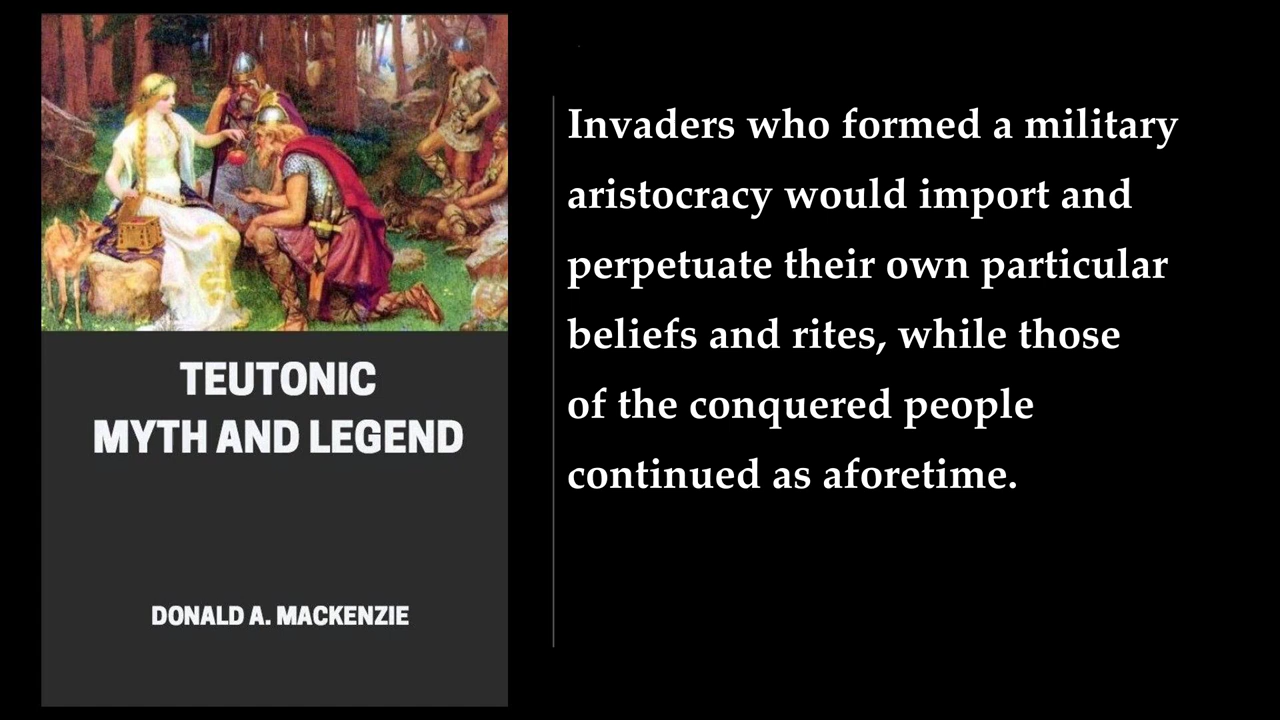 TEUTONIC
MYTH AND LEGEND
DONALD A. MACKENZIE
Invaders who formed a military
aristocracy would import and
perpetuate their own particular
beliefs and rites, while those
of the conquered people
continued as aforetime.